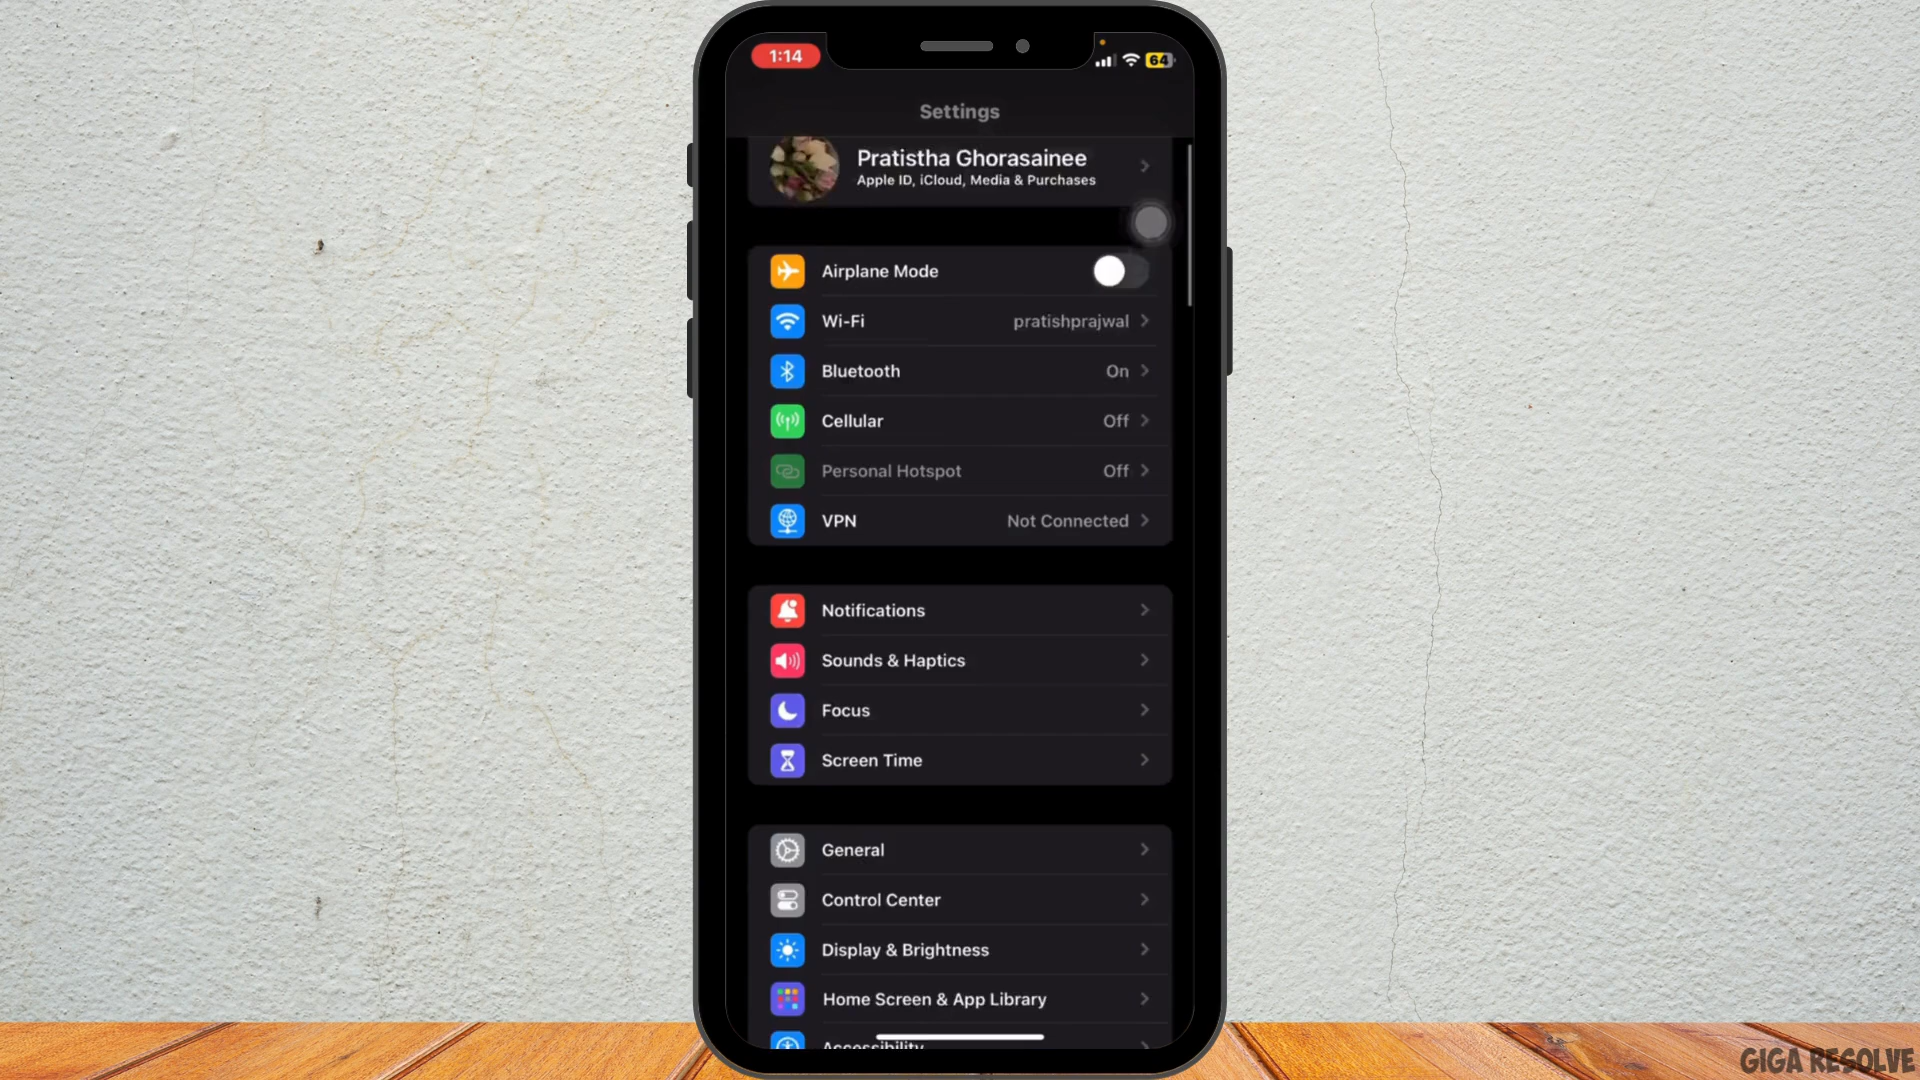 1:14
64
Settings
Pratistha Ghorasainee
Apple ID, iCloud, Media & Purchases
Airplane Mode
Wi-Fi pratishprajwal
Bluetooth On
Cellular Off
Personal Hotspot Off
VPN Not Connected
Notifications
Sounds & Haptics
Focus
Screen Time
General
Control Center
Display & Brightness
Home Screen & App Library
Accessibility
GIGA RESOLVE